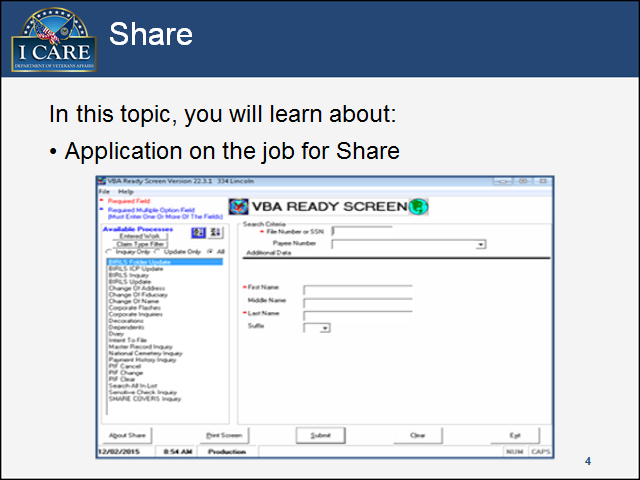 Share
I CARE
DEPARTMENT OF VETERANS AFFAIRS
In this topic, you will learn about:
• Application on the job for Share
VBA Ready Screen Version 22.3.1 334 Lincoln
File Help
* Required Field
* Required Multiple Option Field
(Must Enter One Or More Of The Fields)
VBA READY SCREEN
Available Processes
Entered Work
Claim Type Filter
Inquiry Only Update Only All
BIRLS Folder Update
BIRLS ICP Update
BIRLS Inquiry
BIRLS Update
Change Of Address
Change Of Fiduciary
Change Of Name
Corporate Flashes
Corporate Inquiries
Decorations
Dependents
Diary
Intent To File
Master Record Inquiry
National Cemetery Inquiry
Payment History Inquiry
PIF Cancel
PIF Change
PIF Clear
Search All In-List
Sensitive Check Inquiry
SHARE COVERS Inquiry
Search Criteria
* File Number or SSN
Payee Number
Additional Data
* First Name
Middle Name
* Last Name
Suffix
About Share Print Screen Submit Clear Exit
12/02/2015 8:54 AM Production NUM CAPS
4